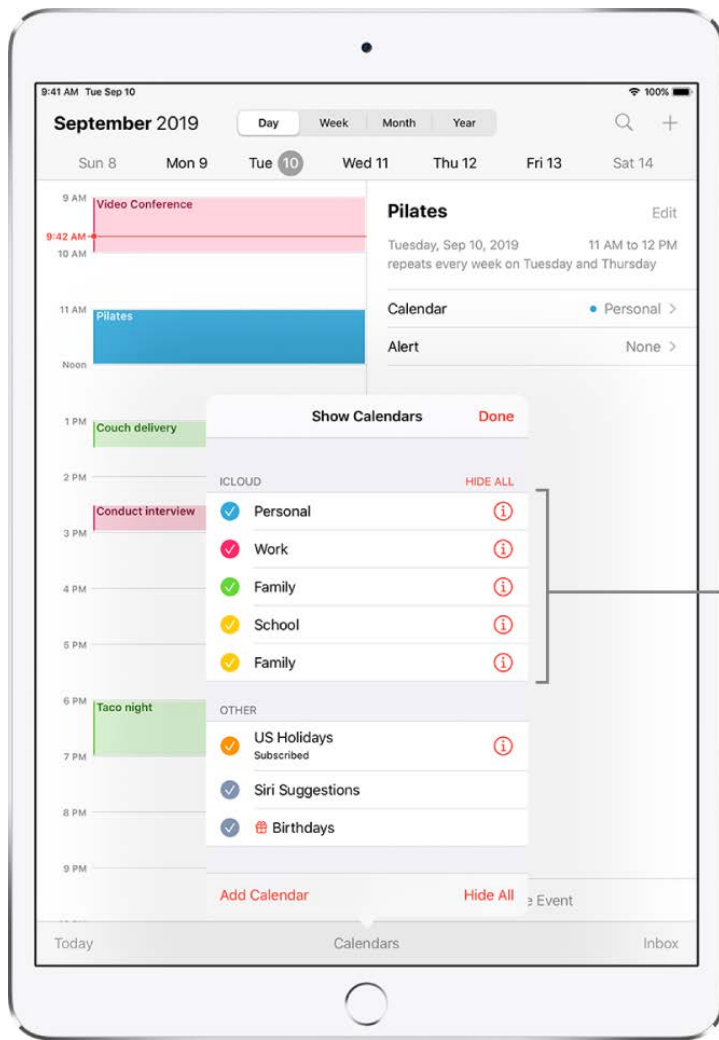 9:41 AM Tue Sep 10
100%
September 2019
Day Week Month Year
Sun 8 Mon 9 Tue 10 Wed 11 Thu 12 Fri 13 Sat 14
9 AM
Video Conference
9:42 AM
10 AM
11 AM
Pilates
Noon
1 PM
Couch delivery
2 PM
Conduct interview
3 PM
4 PM
5 PM
6 PM
Taco night
7 PM
8 PM
9 PM
Pilates Edit
Tuesday, Sep 10, 2019 11 AM to 12 PM
repeats every week on Tuesday and Thursday
Calendar Personal
Alert None
Show Calendars Done
ICLOUD HIDE ALL
Personal
Work
Family
School
Family
OTHER
US Holidays
Subscribed
Siri Suggestions
Birthdays
Add Calendar Hide All
Event
Today Calendars Inbox